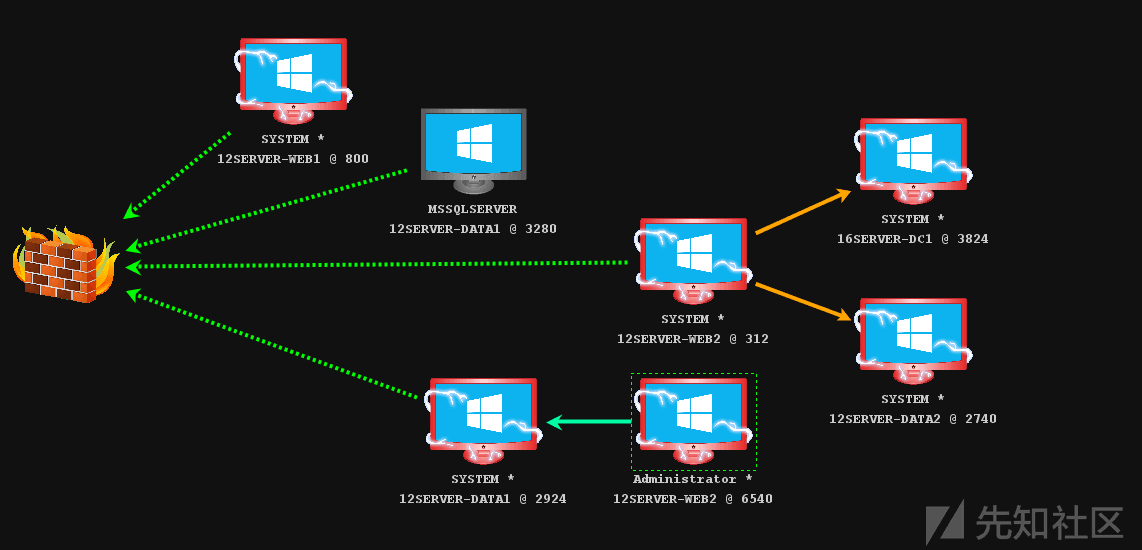 SYSTEM *
12SERVER-WEB1 @ 800
MSSQLSERVER
12SERVER-DATA1 @ 3280
SYSTEM *
16SERVER-DC1 @ 3824
SYSTEM *
12SERVER-WEB2 @ 312
SYSTEM *
12SERVER-DATA2 @ 2740
SYSTEM *
12SERVER-DATA1 @ 2924
Administrator *
12SERVER-WEB2 @ 6540
先知社区